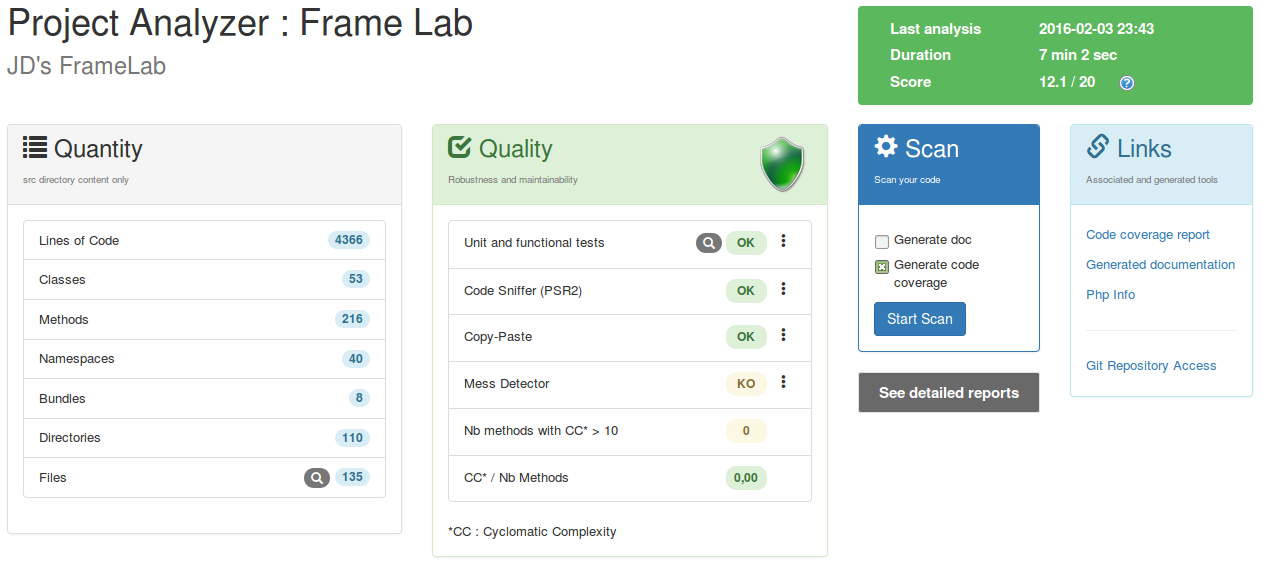 Project Analyzer : Frame Lab
JD's FrameLab
Last analysis 2016-02-03 23:43
Duration 7 min 2 sec
Score 12.1 / 20 ?
Quantity
src directory content only
Lines of Code 4366
Classes 53
Methods 216
Namespaces 40
Bundles 8
Directories 110
Files 135
Quality
Robustness and maintainability
Unit and functional tests OK
Code Sniffer (PSR2) OK
Copy-Paste OK
Mess Detector KO
Nb methods with CC* > 10 0
CC* / Nb Methods 0,00
*CC : Cyclomatic Complexity
Scan
Scan your code
Generate doc
Generate code
coverage
Start Scan
See detailed reports
Links
Associated and generated tools
Code coverage report
Generated documentation
Php Info
Git Repository Access